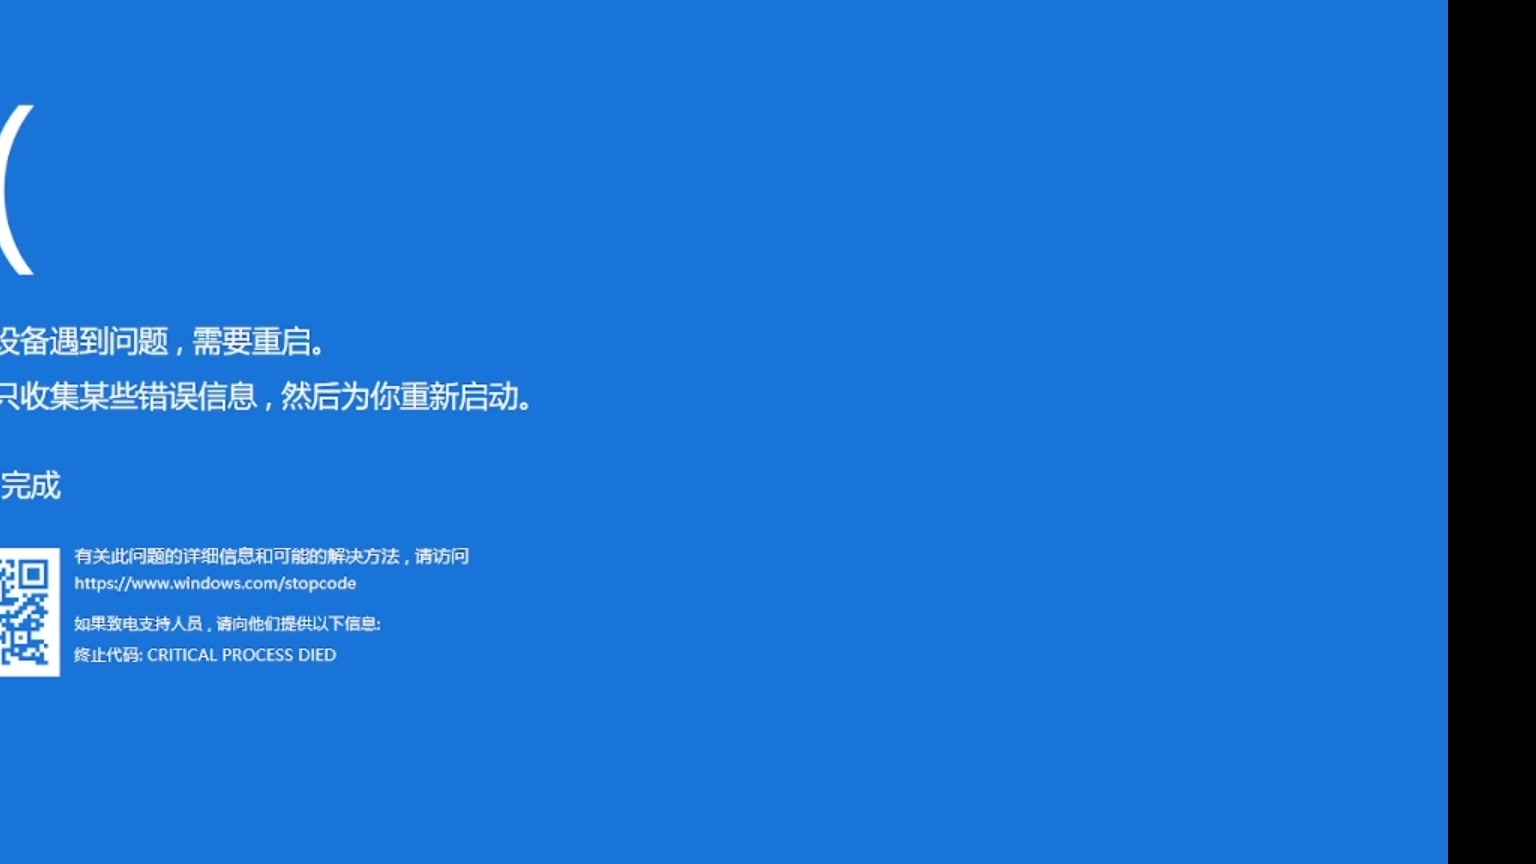 (
设备遇到问题，需要重启。
只收集某些错误信息，然后为你重新启动。
完成
有关此问题的详细信息和可能的解决方法，请访问
https://www.windows.com/stopcode
如果致电支持人员，请向他们提供以下信息:
终止代码: CRITICAL PROCESS DIED